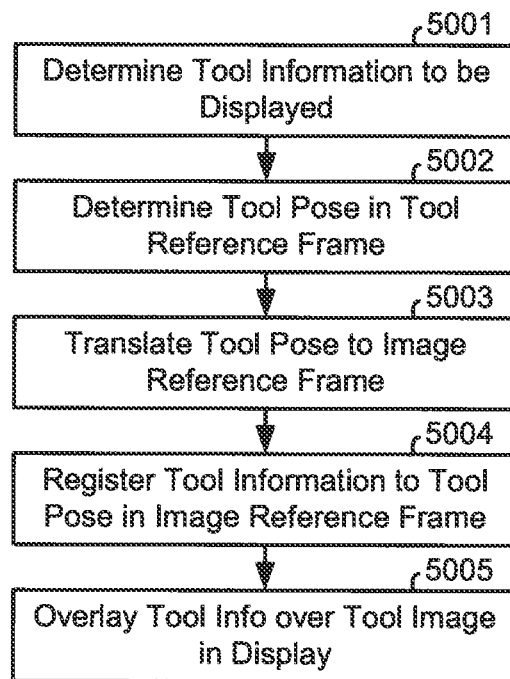 5001
Determine Tool Information to be
Displayed
5002
Determine Tool Pose in Tool
Reference Frame
5003
Translate Tool Pose to Image
Reference Frame
5004
Register Tool Information to Tool
Pose in Image Reference Frame
5005
Overlay Tool Info over Tool Image
in Display